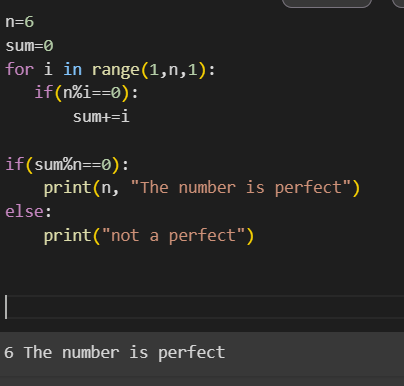 n=6
sum=0
for i in range(1,n,1):
   if(n%i==0):
       sum+=i
if(sum%n==0):
    print(n, "The number is perfect")
else:
    print("not a perfect")
6 The number is perfect